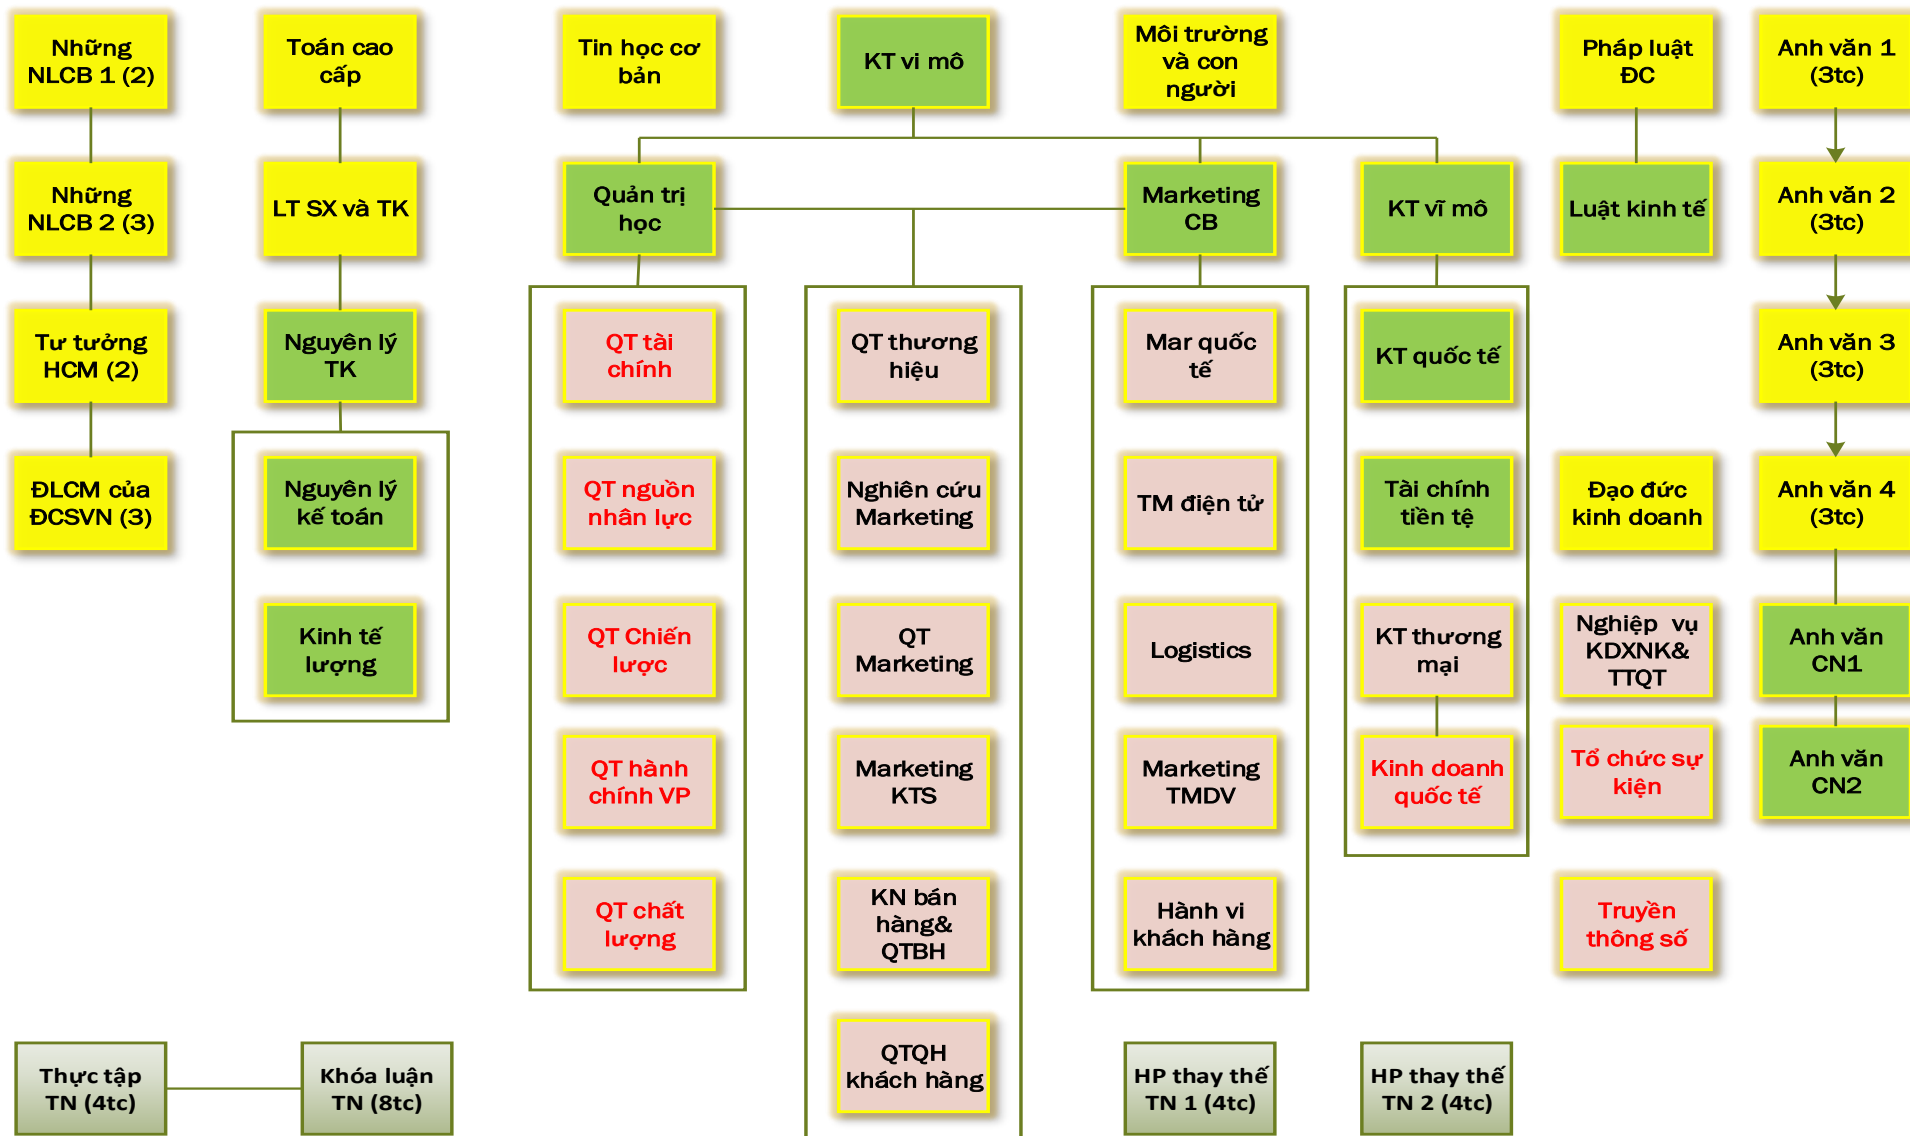 Những
NLCB 1 (2)
Toán cao
cấp
Tin học cơ
bản
KT vi mô
Môi trường
và con
người
Pháp luật
ĐC
Anh văn 1
(3tc)
Những
NLCB 2 (3)
LT SX và TK
Quản trị
học
Marketing
CB
KT vĩ mô
Luật kinh tế
Anh văn 2
(3tc)
Tư tưởng
HCM (2)
Nguyên lý
TK
QT tài
chính
QT thương
hiệu
Mar quốc
tế
KT quốc tế
Anh văn 3
(3tc)
ĐLCM của
ĐCSVN (3)
Nguyên lý
kế toán
QT nguồn
nhân lực
Nghiên cứu
Marketing
TM điện tử
Tài chính
tiền tệ
Đạo đức
kinh doanh
Anh văn 4
(3tc)
Kinh tế
lượng
QT Chiến
lược
QT
Marketing
Logistics
KT thương
mại
Nghiệp vụ
KDXNK&
TTQT
Anh văn
CN1
QT hành
chính VP
Marketing
KTS
Marketing
TMDV
Kinh doanh
quốc tế
Tổ chức sự
kiện
Anh văn
CN2
QT chất
lượng
KN bán
hàng&
QTBH
Hành vi
khách hàng
Truyền
thông số
Thực tập
TN (4tc)
Khóa luận
TN (8tc)
QTQH
khách hàng
HP thay thế
TN 1 (4tc)
HP thay thế
TN 2 (4tc)